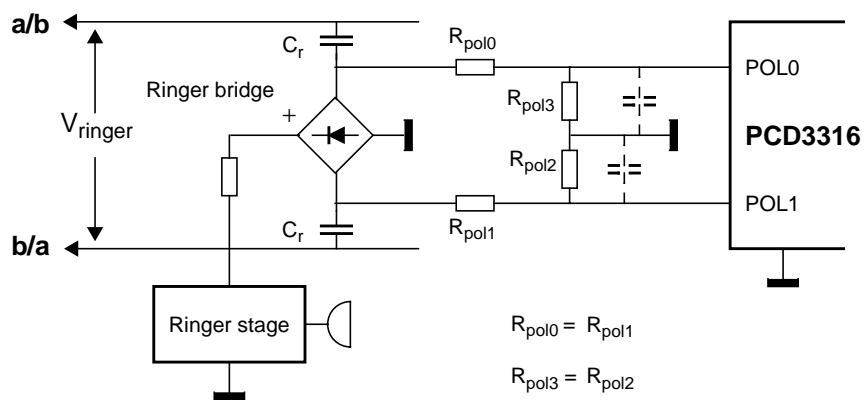 a/b
C_r
R_pol0
POL0
Ringer bridge
+
R_pol3
V_ringer
PCD3316
R_pol2
POL1
C_r
R_pol1
b/a
Ringer stage
R_pol0 = R_pol1
R_pol3 = R_pol2